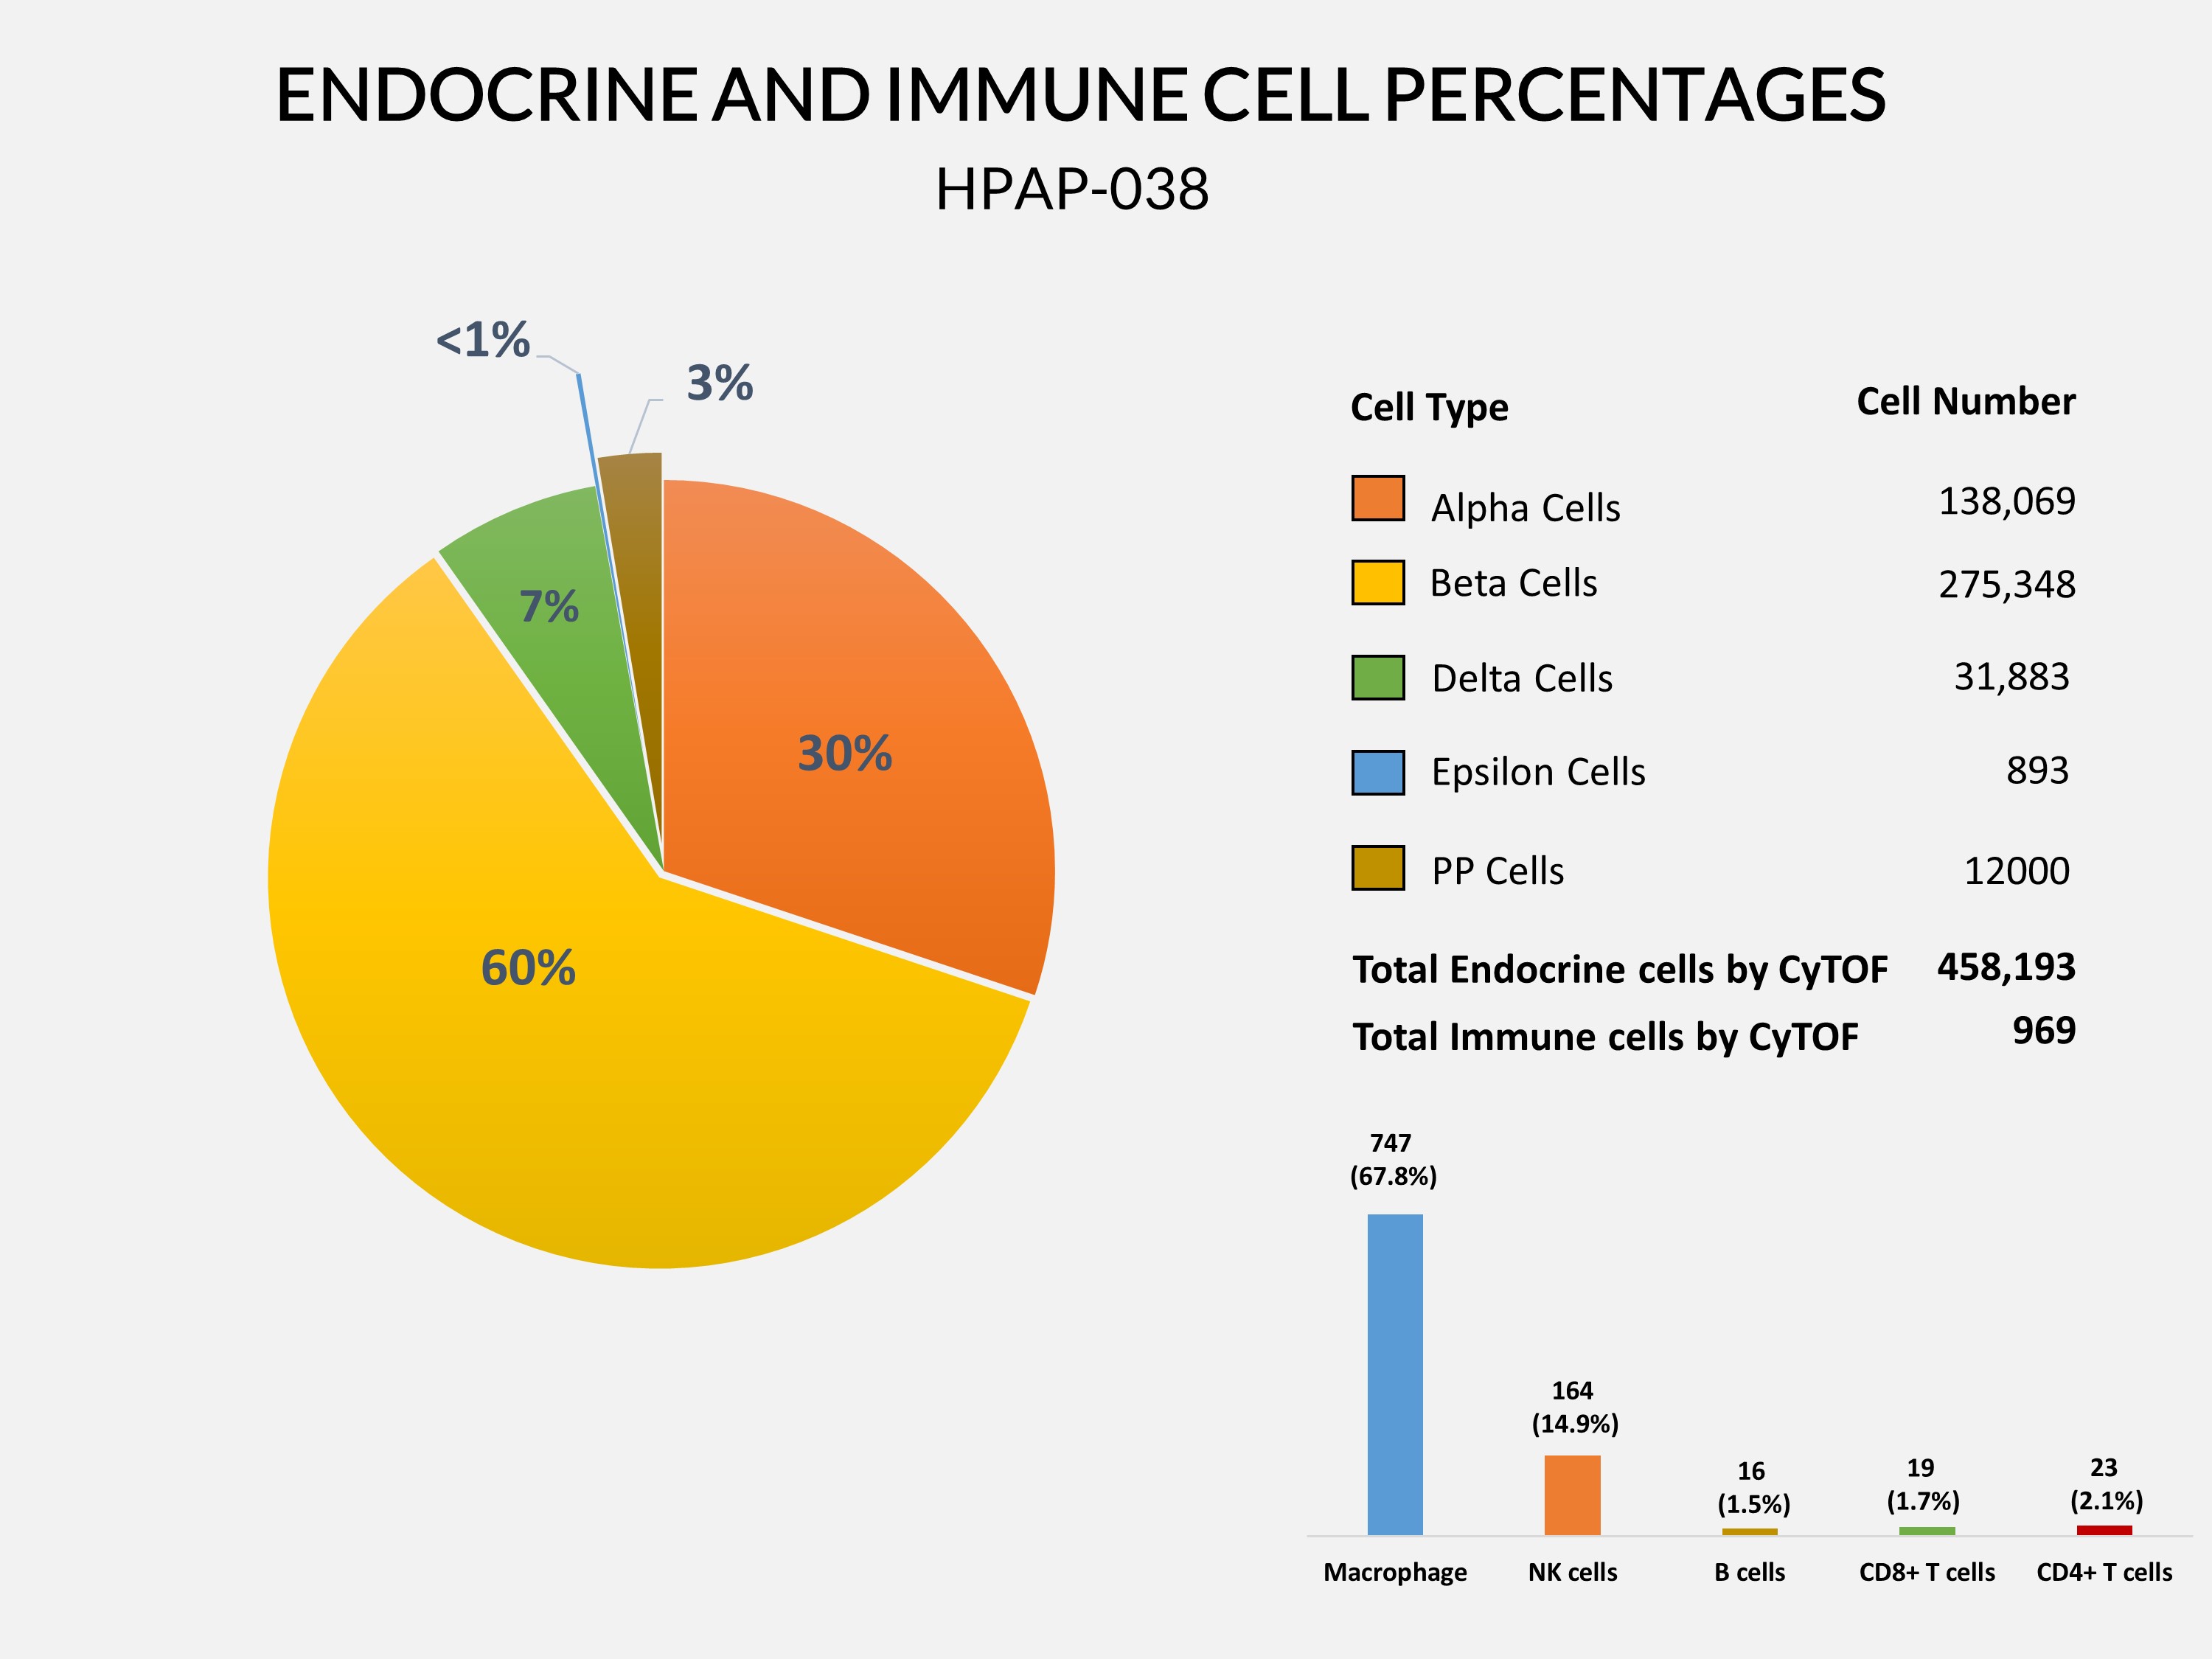 ENDOCRINE AND IMMUNE CELL PERCENTAGES
HPAP-038
<1%
3%
7%
30%
60%
Cell Type Cell Number
Alpha Cells 138,069
Beta Cells 275,348
Delta Cells 31,883
Epsilon Cells 893
PP Cells 12000
Total Endocrine cells by CyTOF 458,193
Total Immune cells by CyTOF 969
747
(67.8%)
164
(14.9%)
16
(1.5%)
19
(1.7%)
23
(2.1%)
Macrophage NK cells B cells CD8+ T cells CD4+ T cells